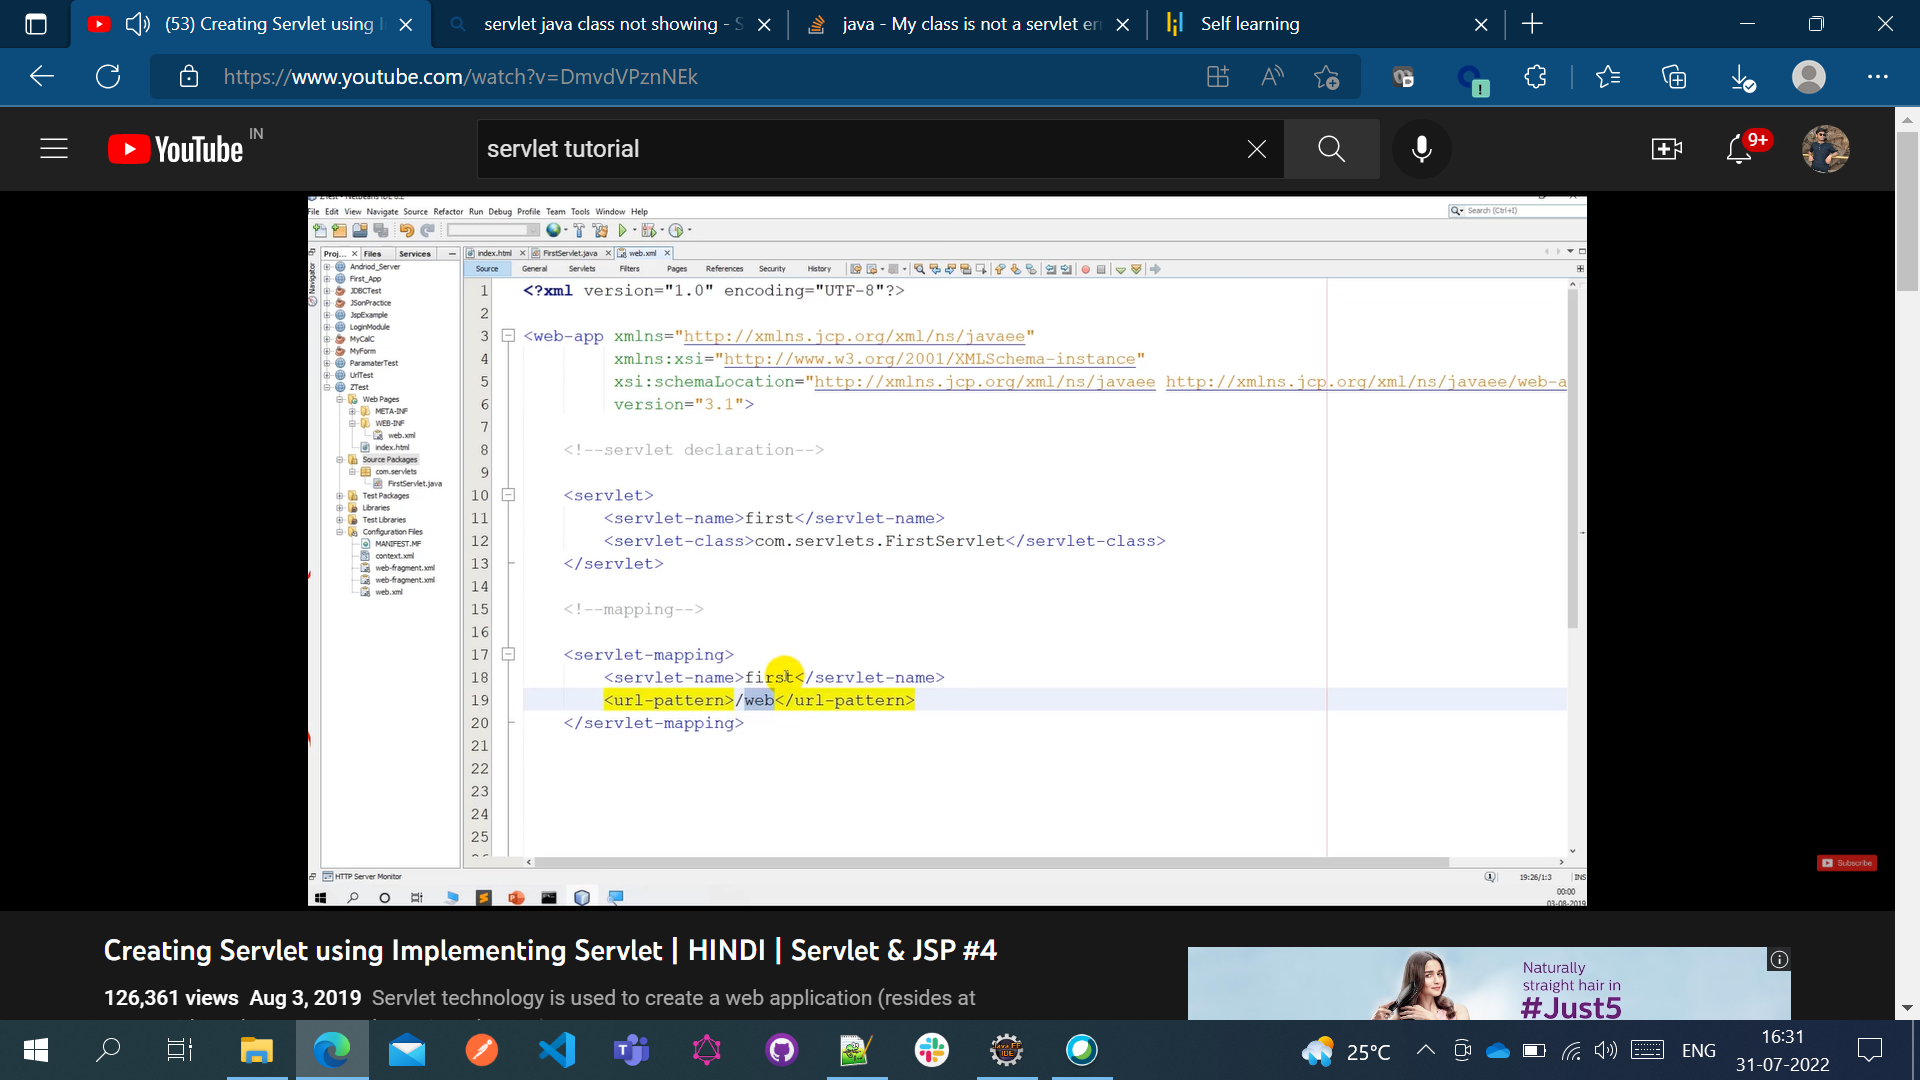 (53) Creating Servlet using I
servlet java class not showing - S
java - My class is not a servlet er
Self learning
https://www.youtube.com/watch?v=DmvdVPznNEk
YouTube IN
servlet tutorial
9+
File Edit View Navigate Source Refactor Run Debug Profile Team Tools Window Help
Search (Ctrl+I)
Proj... Files Services
index.html FirstServlet.java web.xml
Source General Servlets Filters Pages References Security History
Navigator
Andriod_Server
First_App
JDBCTest
JSonPractice
JspExample
LoginModule
MyCalC
MyForm
ParamaterTest
UrlTest
ZTest
Web Pages
META-INF
WEB-INF
web.xml
index.html
Source Packages
com.servlets
FirstServlet.java
Test Packages
Libraries
Test Libraries
Configuration Files
MANIFEST.MF
context.xml
web-fragment.xml
web-fragment.xml
web.xml
1 <?xml version="1.0" encoding="UTF-8"?>
2
3 <web-app xmlns="http://xmlns.jcp.org/xml/ns/javaee"
4 xmlns:xsi="http://www.w3.org/2001/XMLSchema-instance"
5 xsi:schemaLocation="http://xmlns.jcp.org/xml/ns/javaee http://xmlns.jcp.org/xml/ns/javaee/web-a
6 version="3.1">
7
8 <!--servlet declaration-->
9
10 <servlet>
11 <servlet-name>first</servlet-name>
12 <servlet-class>com.servlets.FirstServlet</servlet-class>
13 </servlet>
14
15 <!--mapping-->
16
17 <servlet-mapping>
18 <servlet-name>first</servlet-name>
19 <url-pattern>/web</url-pattern>
20 </servlet-mapping>
21
22
23
24
25
HTTP Server Monitor
19:26/1:3 INS
00:00
03-08-2019
Subscribe
Creating Servlet using Implementing Servlet | HINDI | Servlet & JSP #4
126,361 views Aug 3, 2019 Servlet technology is used to create a web application (resides at
Naturally
straight hair in
#Just5
Java EE
IDE
25°C
ENG
16:31
31-07-2022